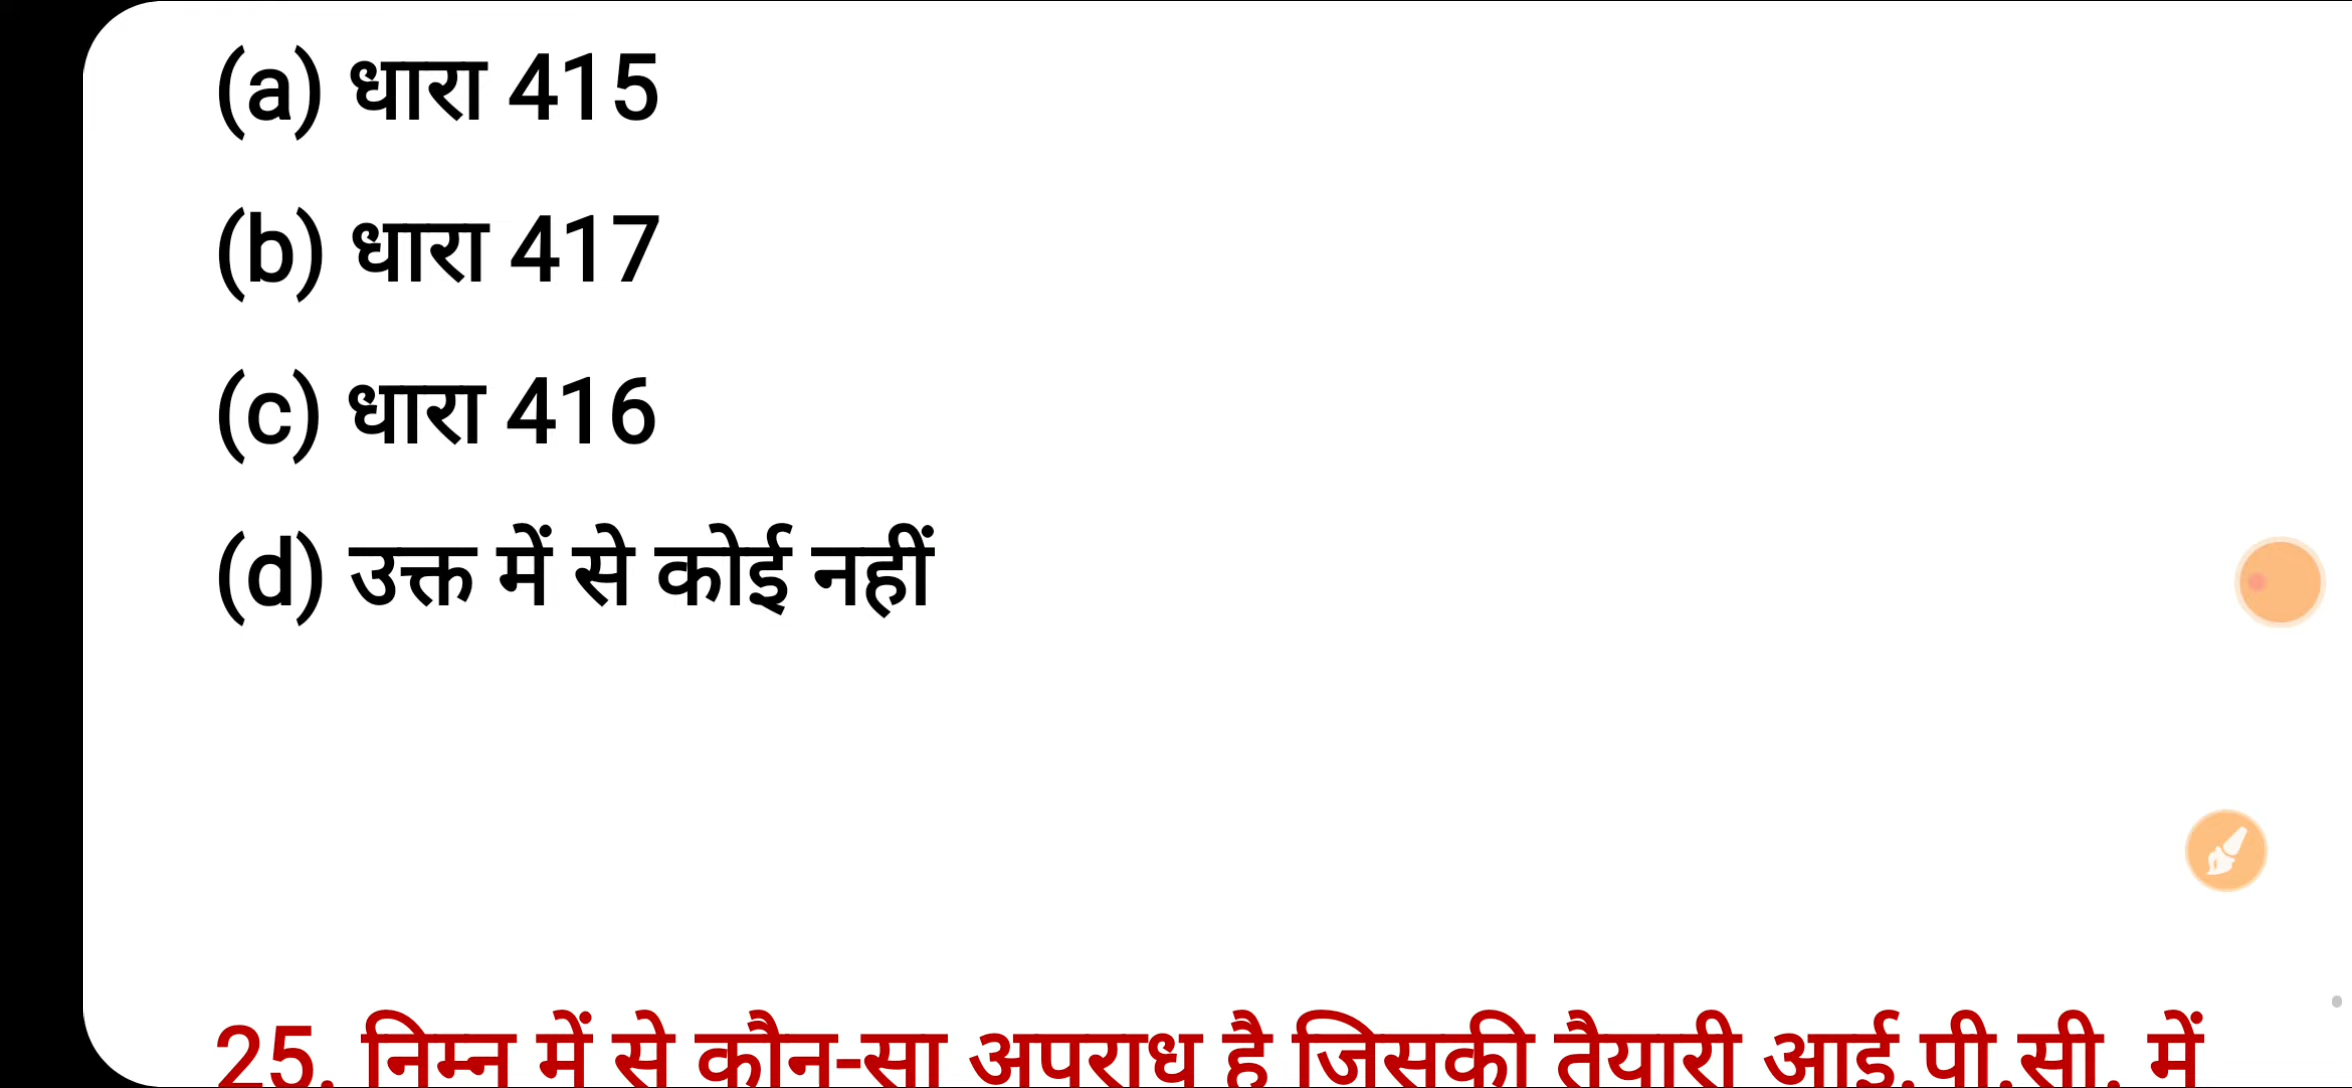 (a) धारा 415
(b) धारा 417
(c) धारा 416
(d) उक्त में से कोई नहीं
25. निम्न में से कौन-सा अपराध है जिसकी तैयारी आई.पी.सी. में